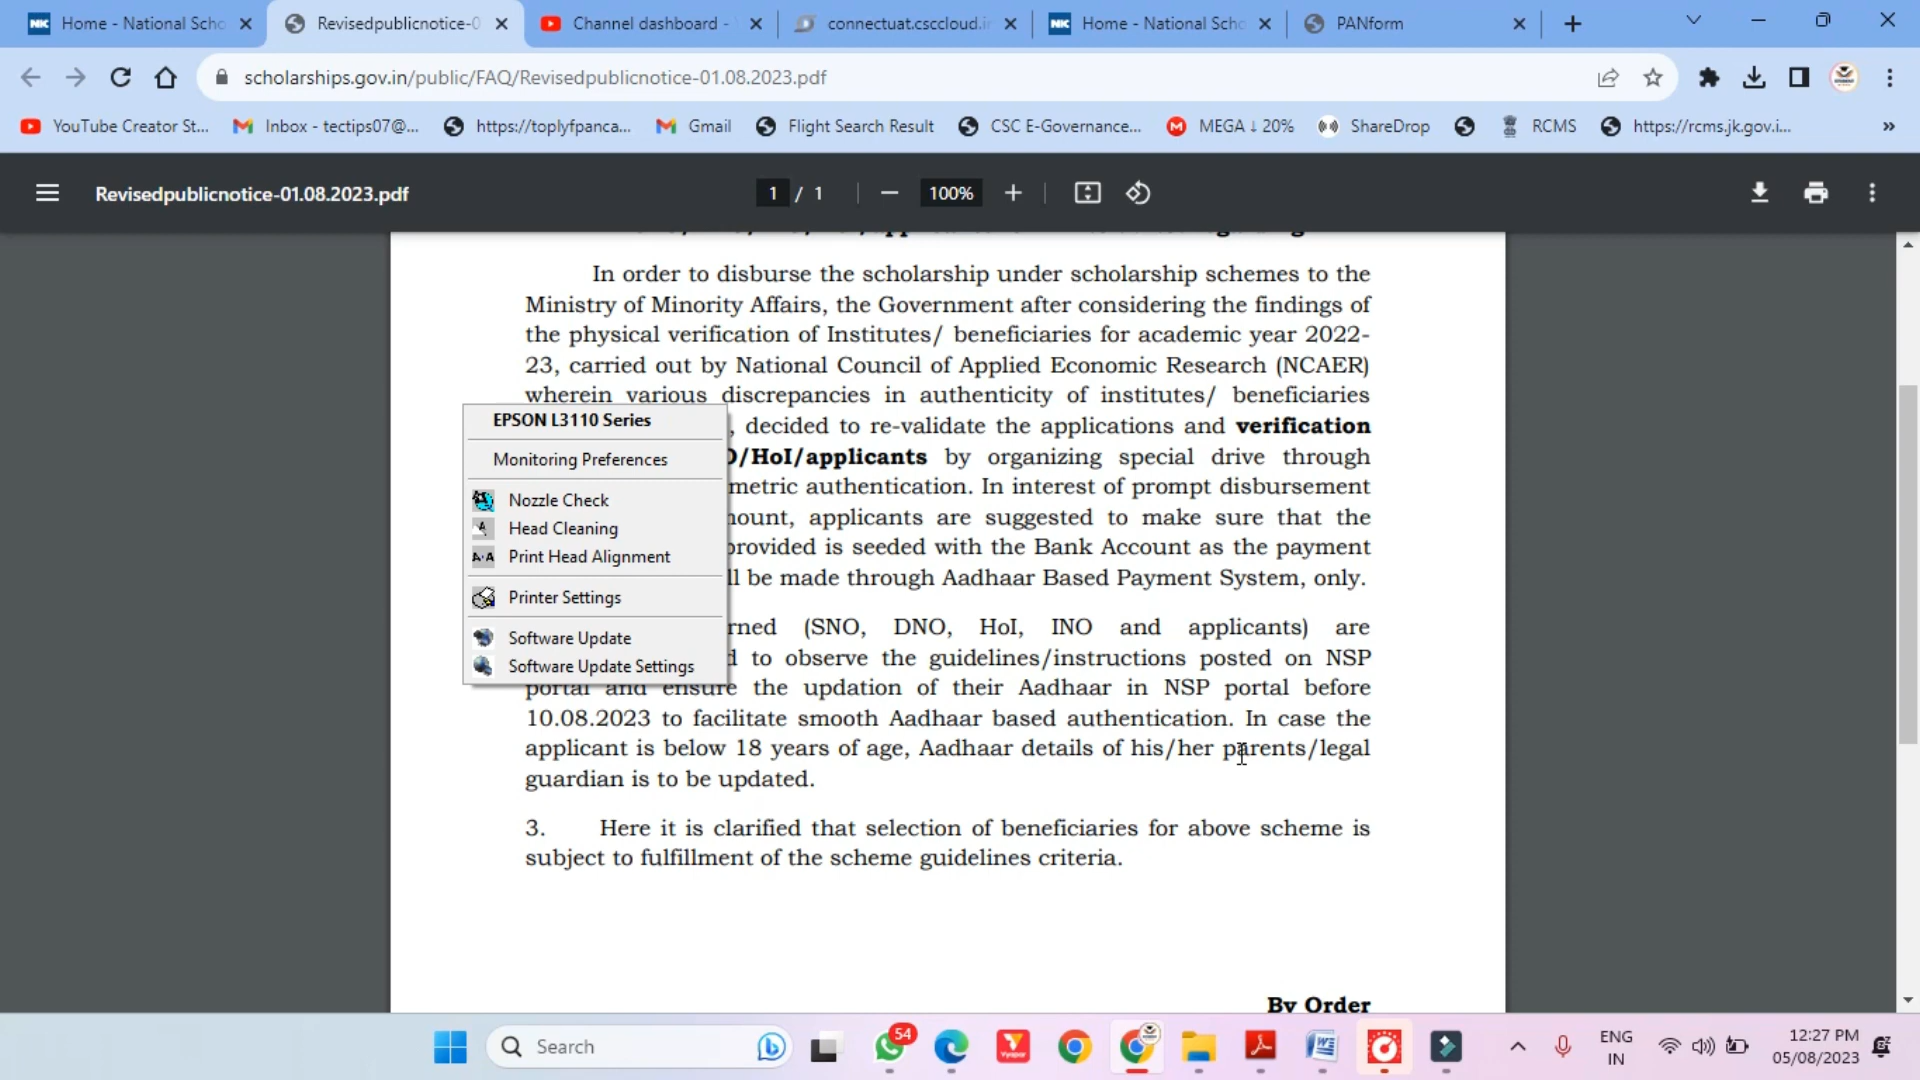 Home - National Scho
Revisedpublicnotice-0
Channel dashboard -
connectuat.csccloud.i
Home - National Scho
PANform
scholarships.gov.in/public/FAQ/Revisedpublicnotice-01.08.2023.pdf
YouTube Creator St...
Inbox - tectips07@...
https://toplyfpanca...
Gmail
Flight Search Result
CSC E-Governance...
MEGA ↓ 20%
ShareDrop
RCMS
https://rcms.jk.gov.i...
Revisedpublicnotice-01.08.2023.pdf
1 / 1
100%
In order to disburse the scholarship under scholarship schemes to the
Ministry of Minority Affairs, the Government after considering the findings of
the physical verification of Institutes/ beneficiaries for academic year 2022-
23, carried out by National Council of Applied Economic Research (NCAER)
wherein various discrepancies in authenticity of institutes/ beneficiaries
, decided to re-validate the applications and verification
O/HoI/applicants by organizing special drive through
metric authentication. In interest of prompt disbursement
ount, applicants are suggested to make sure that the
provided is seeded with the Bank Account as the payment
ll be made through Aadhaar Based Payment System, only.
rned (SNO, DNO, HoI, INO and applicants) are
d to observe the guidelines/instructions posted on NSP
portal and ensure the updation of their Aadhaar in NSP portal before
10.08.2023 to facilitate smooth Aadhaar based authentication. In case the
applicant is below 18 years of age, Aadhaar details of his/her parents/legal
guardian is to be updated.
3. Here it is clarified that selection of beneficiaries for above scheme is
subject to fulfillment of the scheme guidelines criteria.
By Order
EPSON L3110 Series
Monitoring Preferences
Nozzle Check
Head Cleaning
Print Head Alignment
Printer Settings
Software Update
Software Update Settings
Search
54
ENG
IN
12:27 PM
05/08/2023